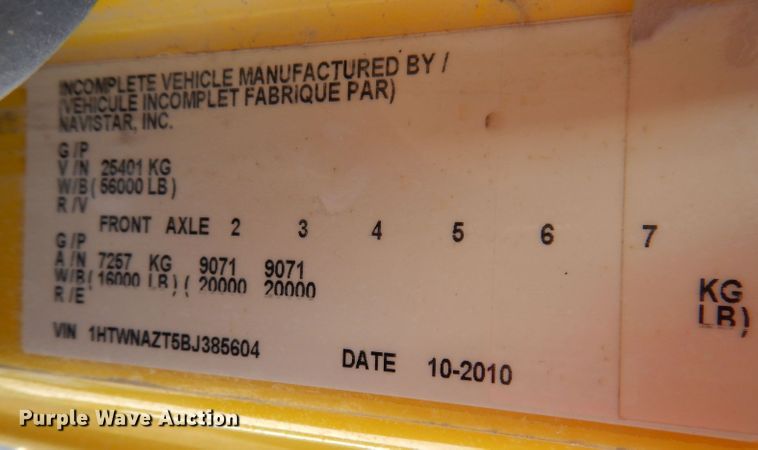 INCOMPLETE VEHICLE MANUFACTURED BY /
(VEHICULE INCOMPLET FABRIQUE PAR)
NAVISTAR, INC.
G/P
V/N 25401 KG
W/B ( 56000 LB )
R/V
FRONT AXLE 2 3 4 5 6 7
G/P
A/N 7257 KG 9071 9071 KG
W/B( 16000 LB ) ( 20000 20000 LB)
R/E
VIN 1HTWNAZT5BJ385604 DATE 10-2010
Purple Wave Auction